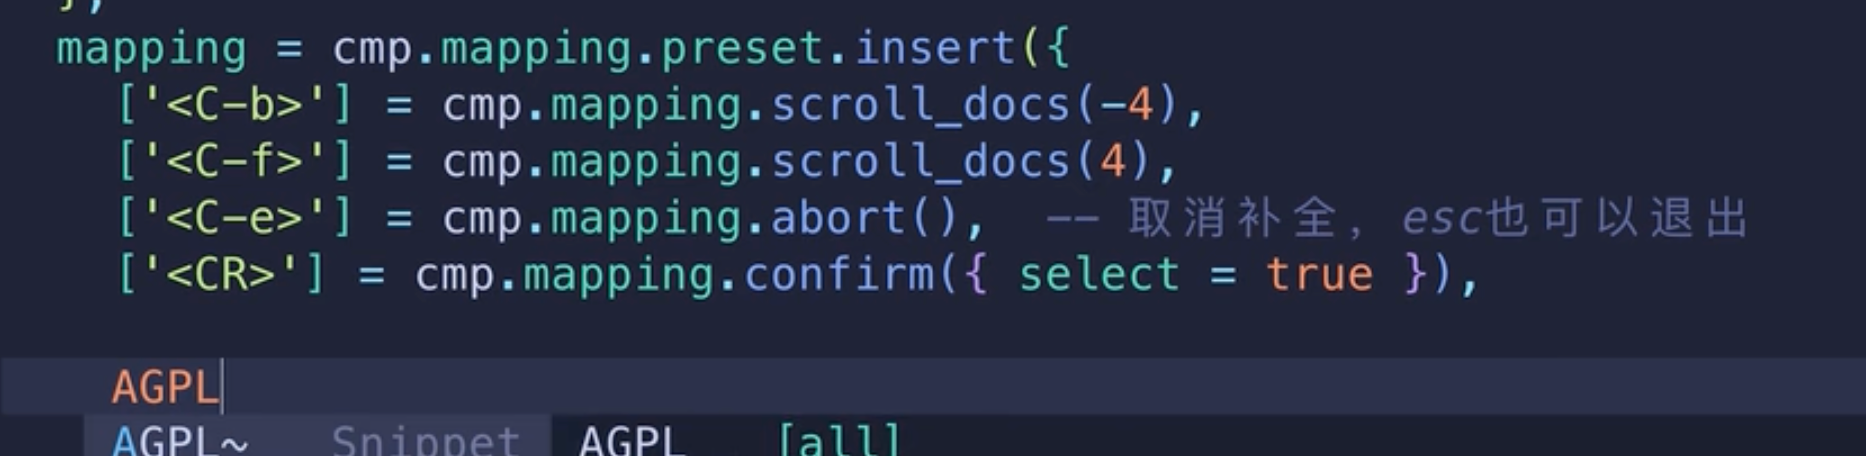 },
mapping = cmp.mapping.preset.insert({
['<C-b>'] = cmp.mapping.scroll_docs(-4),
['<C-f>'] = cmp.mapping.scroll_docs(4),
['<C-e>'] = cmp.mapping.abort(),  -- 取消补全，esc也可以退出
['<CR>'] = cmp.mapping.confirm({ select = true }),
AGPL
AGPL~ Snippet AGPL [all]